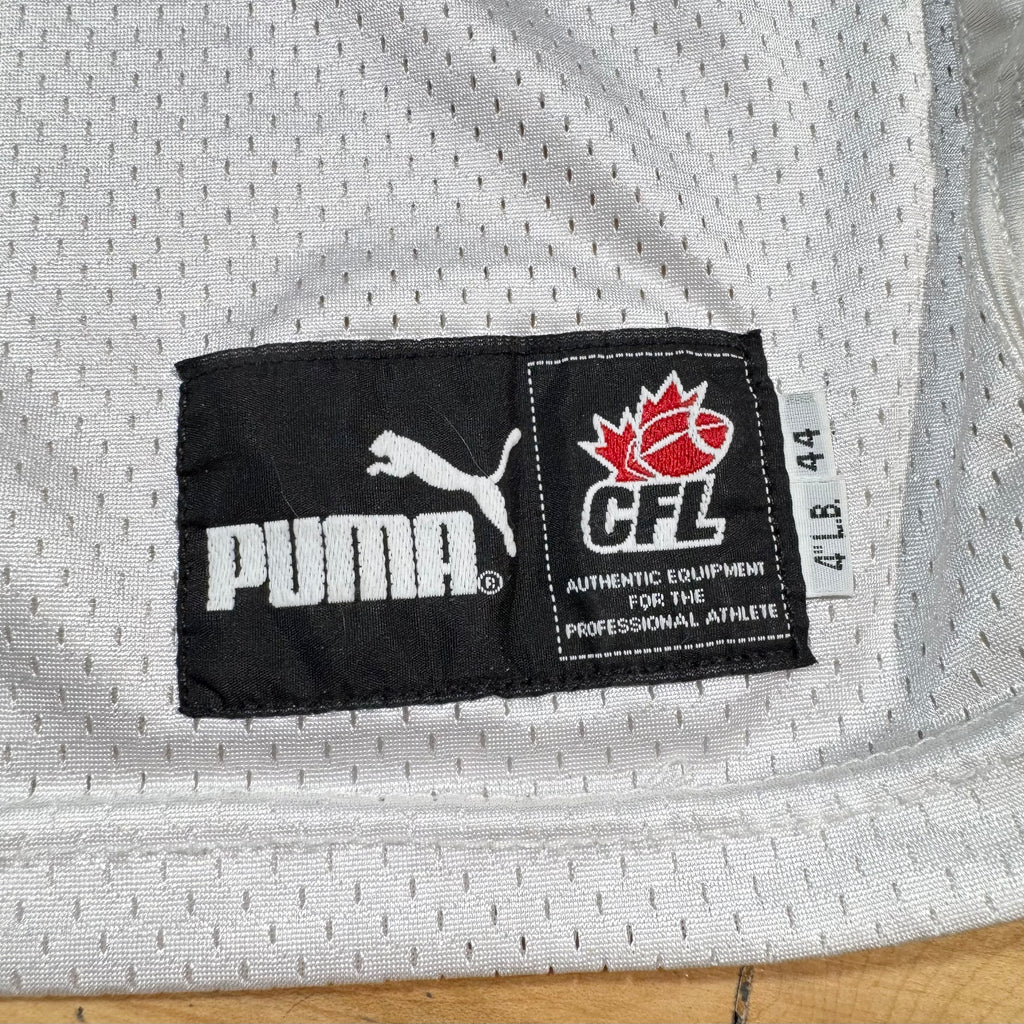 PUMA®
CFL
AUTHENTIC EQUIPMENT
FOR THE
PROFESSIONAL ATHLETE
44
4" L.B.